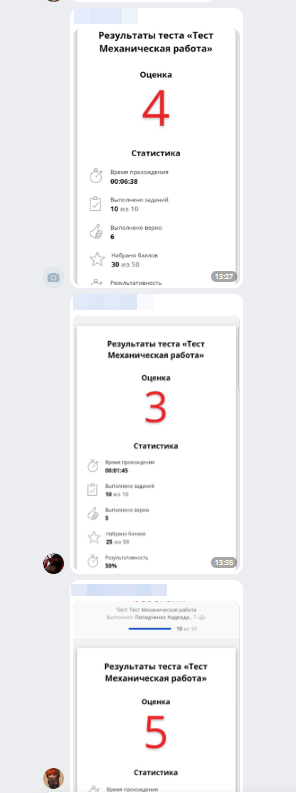 Результаты теста «Тест
Механическая работа»
Оценка
4
Статистика
Время прохождения
00:06:38
Выполнено заданий
10 из 10
Выполнено верно
6
Набрано баллов
30 из 50
Результативность
13:27
Результаты теста «Тест
Механическая работа»
Оценка
3
Статистика
Время прохождения
00:01:45
Выполнено заданий
10 из 10
Выполнено верно
5
Набрано баллов
25 из 50
Результативность
50%
13:35
Тест: Тест Механическая работа
Выполнил: Попадченко Надежда, 7 «Д»
10 из 10
Результаты теста «Тест
Механическая работа»
Оценка
5
Статистика
Время прохождения